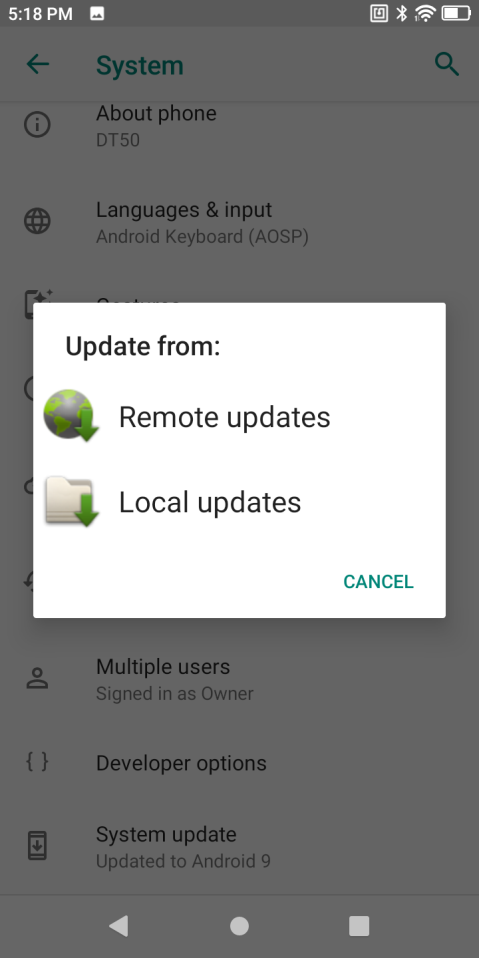 5:18 PM
System
About phone
DT50
Languages & input
Android Keyboard (AOSP)
Update from:
Remote updates
Local updates
CANCEL
Multiple users
Signed in as Owner
{ } Developer options
System update
Updated to Android 9